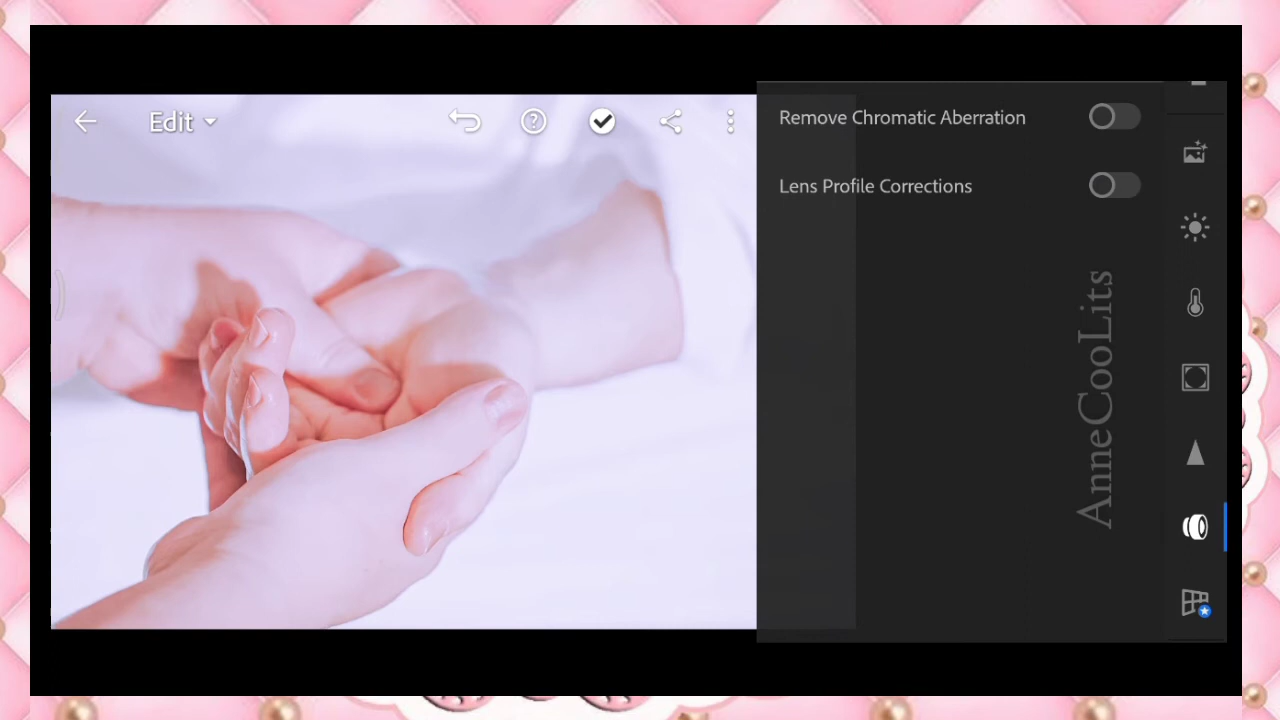 Edit
Remove Chromatic Aberration
Lens Profile Corrections
AnneCooLits